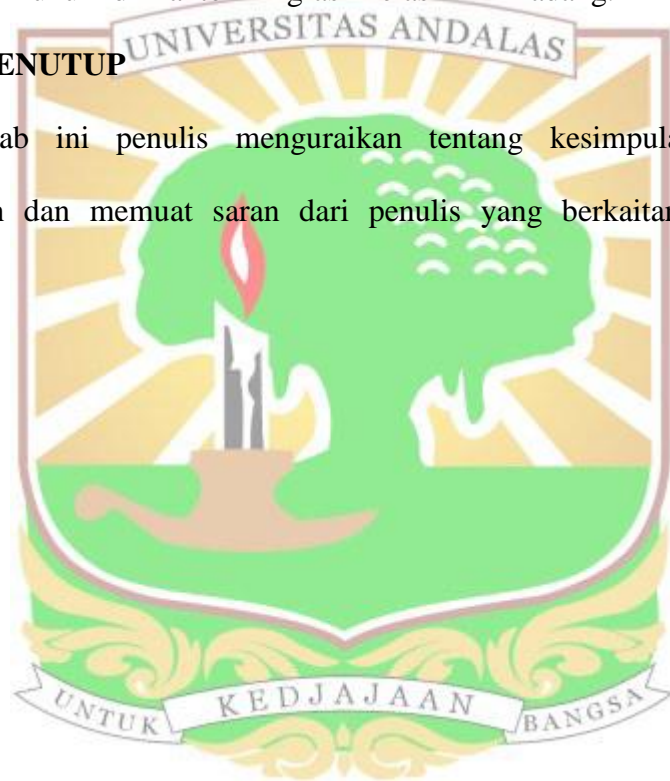 UNIVERSITAS ANDALAS
ENUTUP
ab ini penulis menguraikan tentang kesimpula
dan memuat saran dari penulis yang berkaitan
UNTUK KEDJAJAAN BANGSA